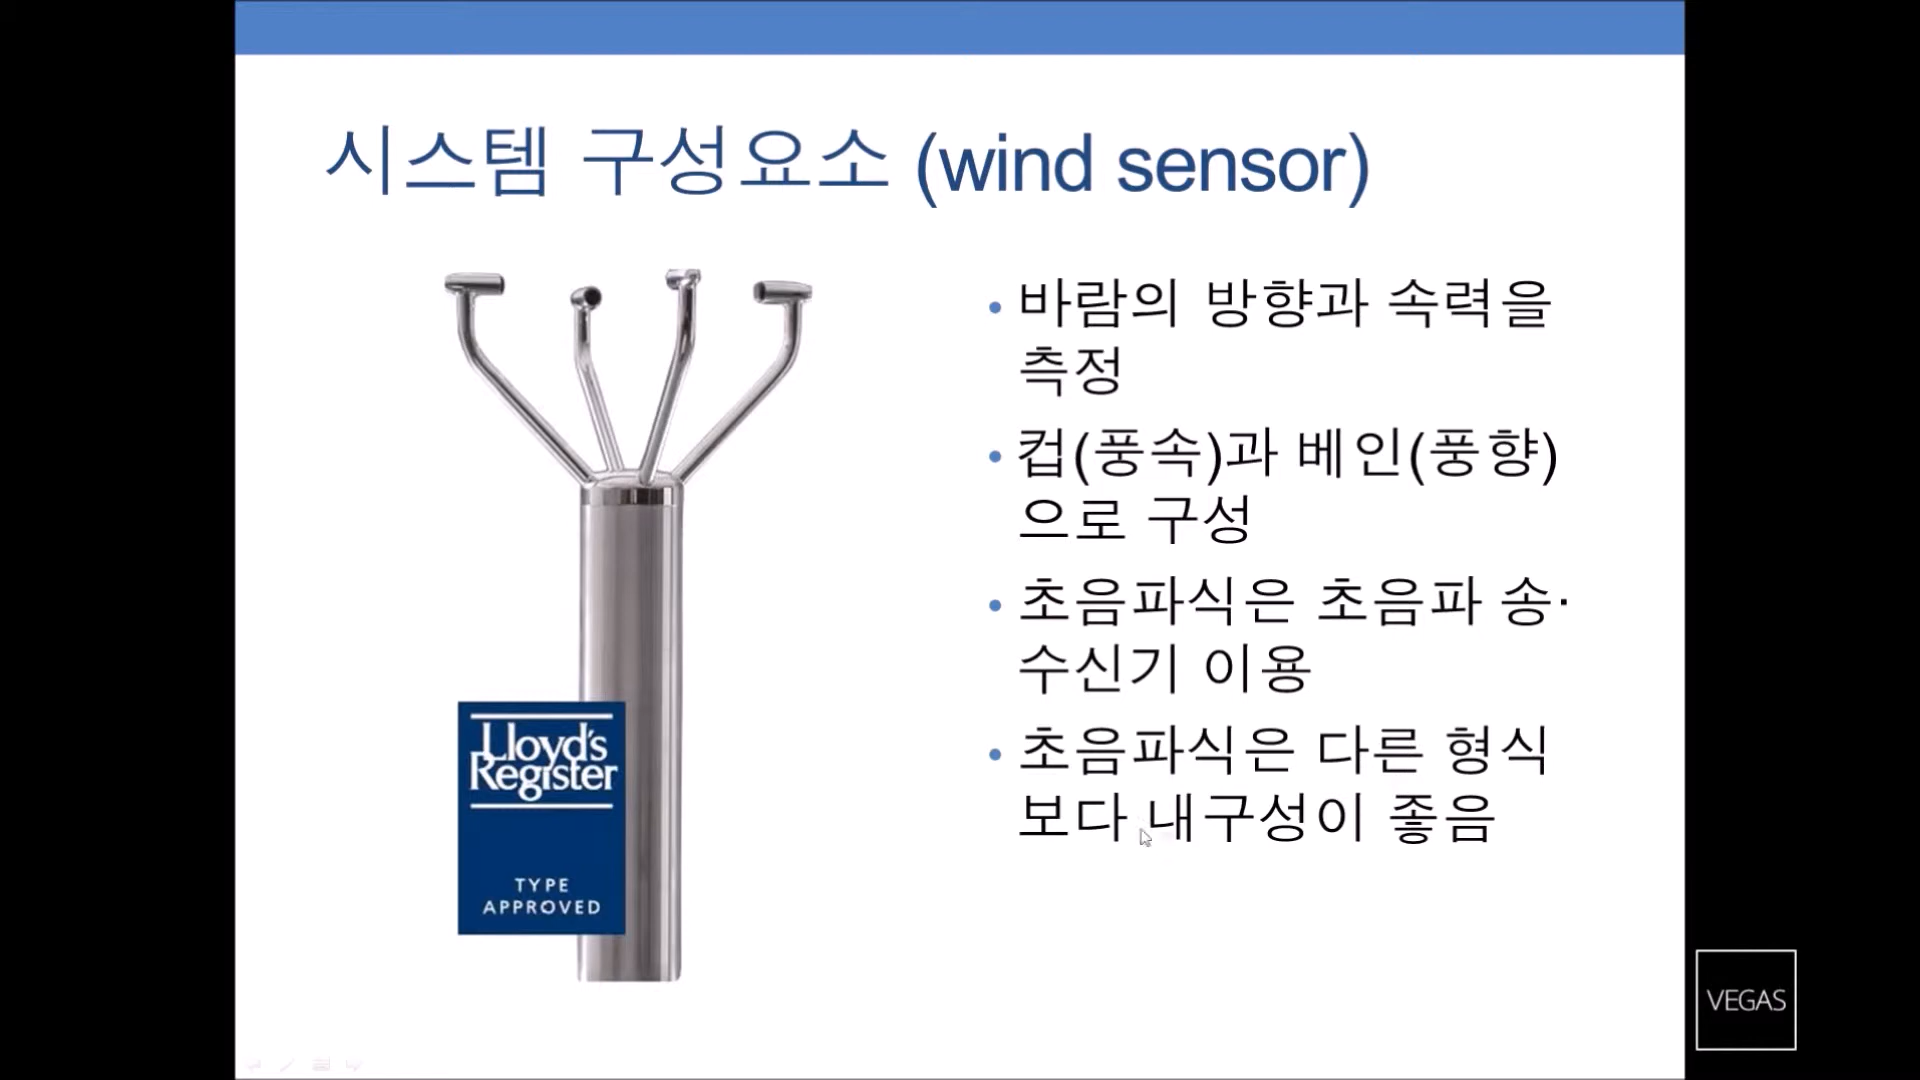 시스템 구성요소 (wind sensor)
• 바람의 방향과 속력을
측정
• 컵(풍속)과 베인(풍향)
으로 구성
• 초음파식은 초음파 송·
수신기 이용
• 초음파식은 다른 형식
보다 내구성이 좋음
Lloyd's
Register
TYPE
APPROVED
VEGAS